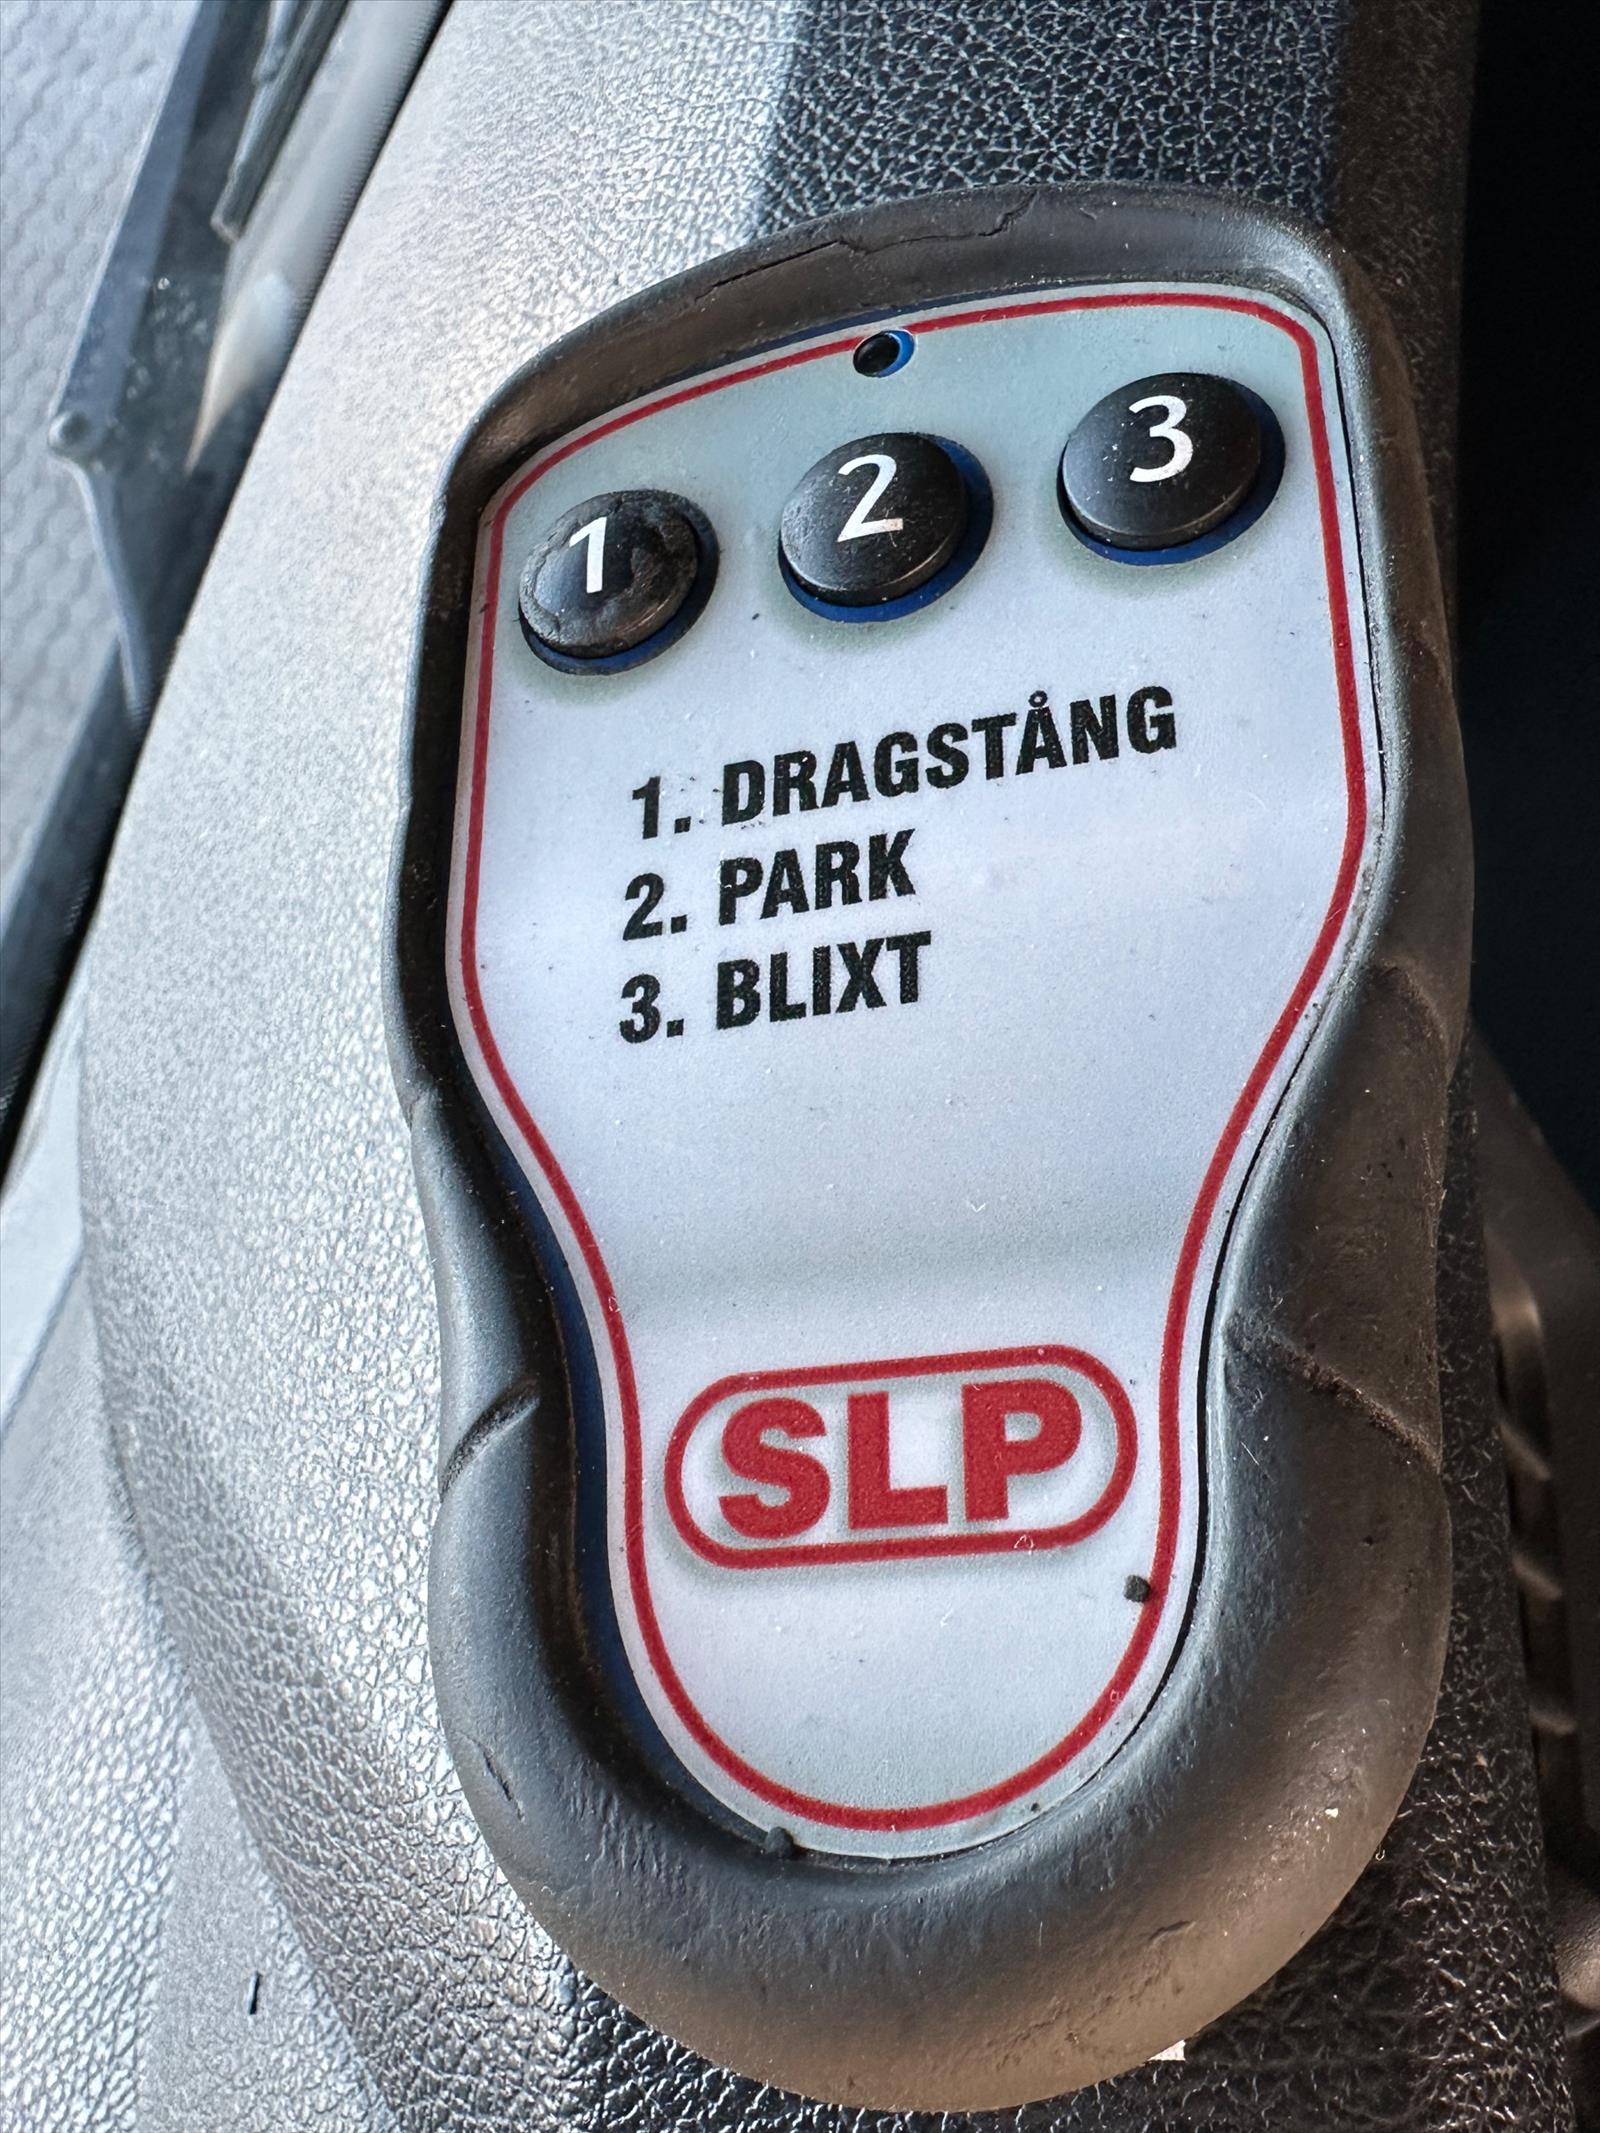 1 2 3
1. DRAGSTÅNG
2. PARK
3. BLIXT
SLP